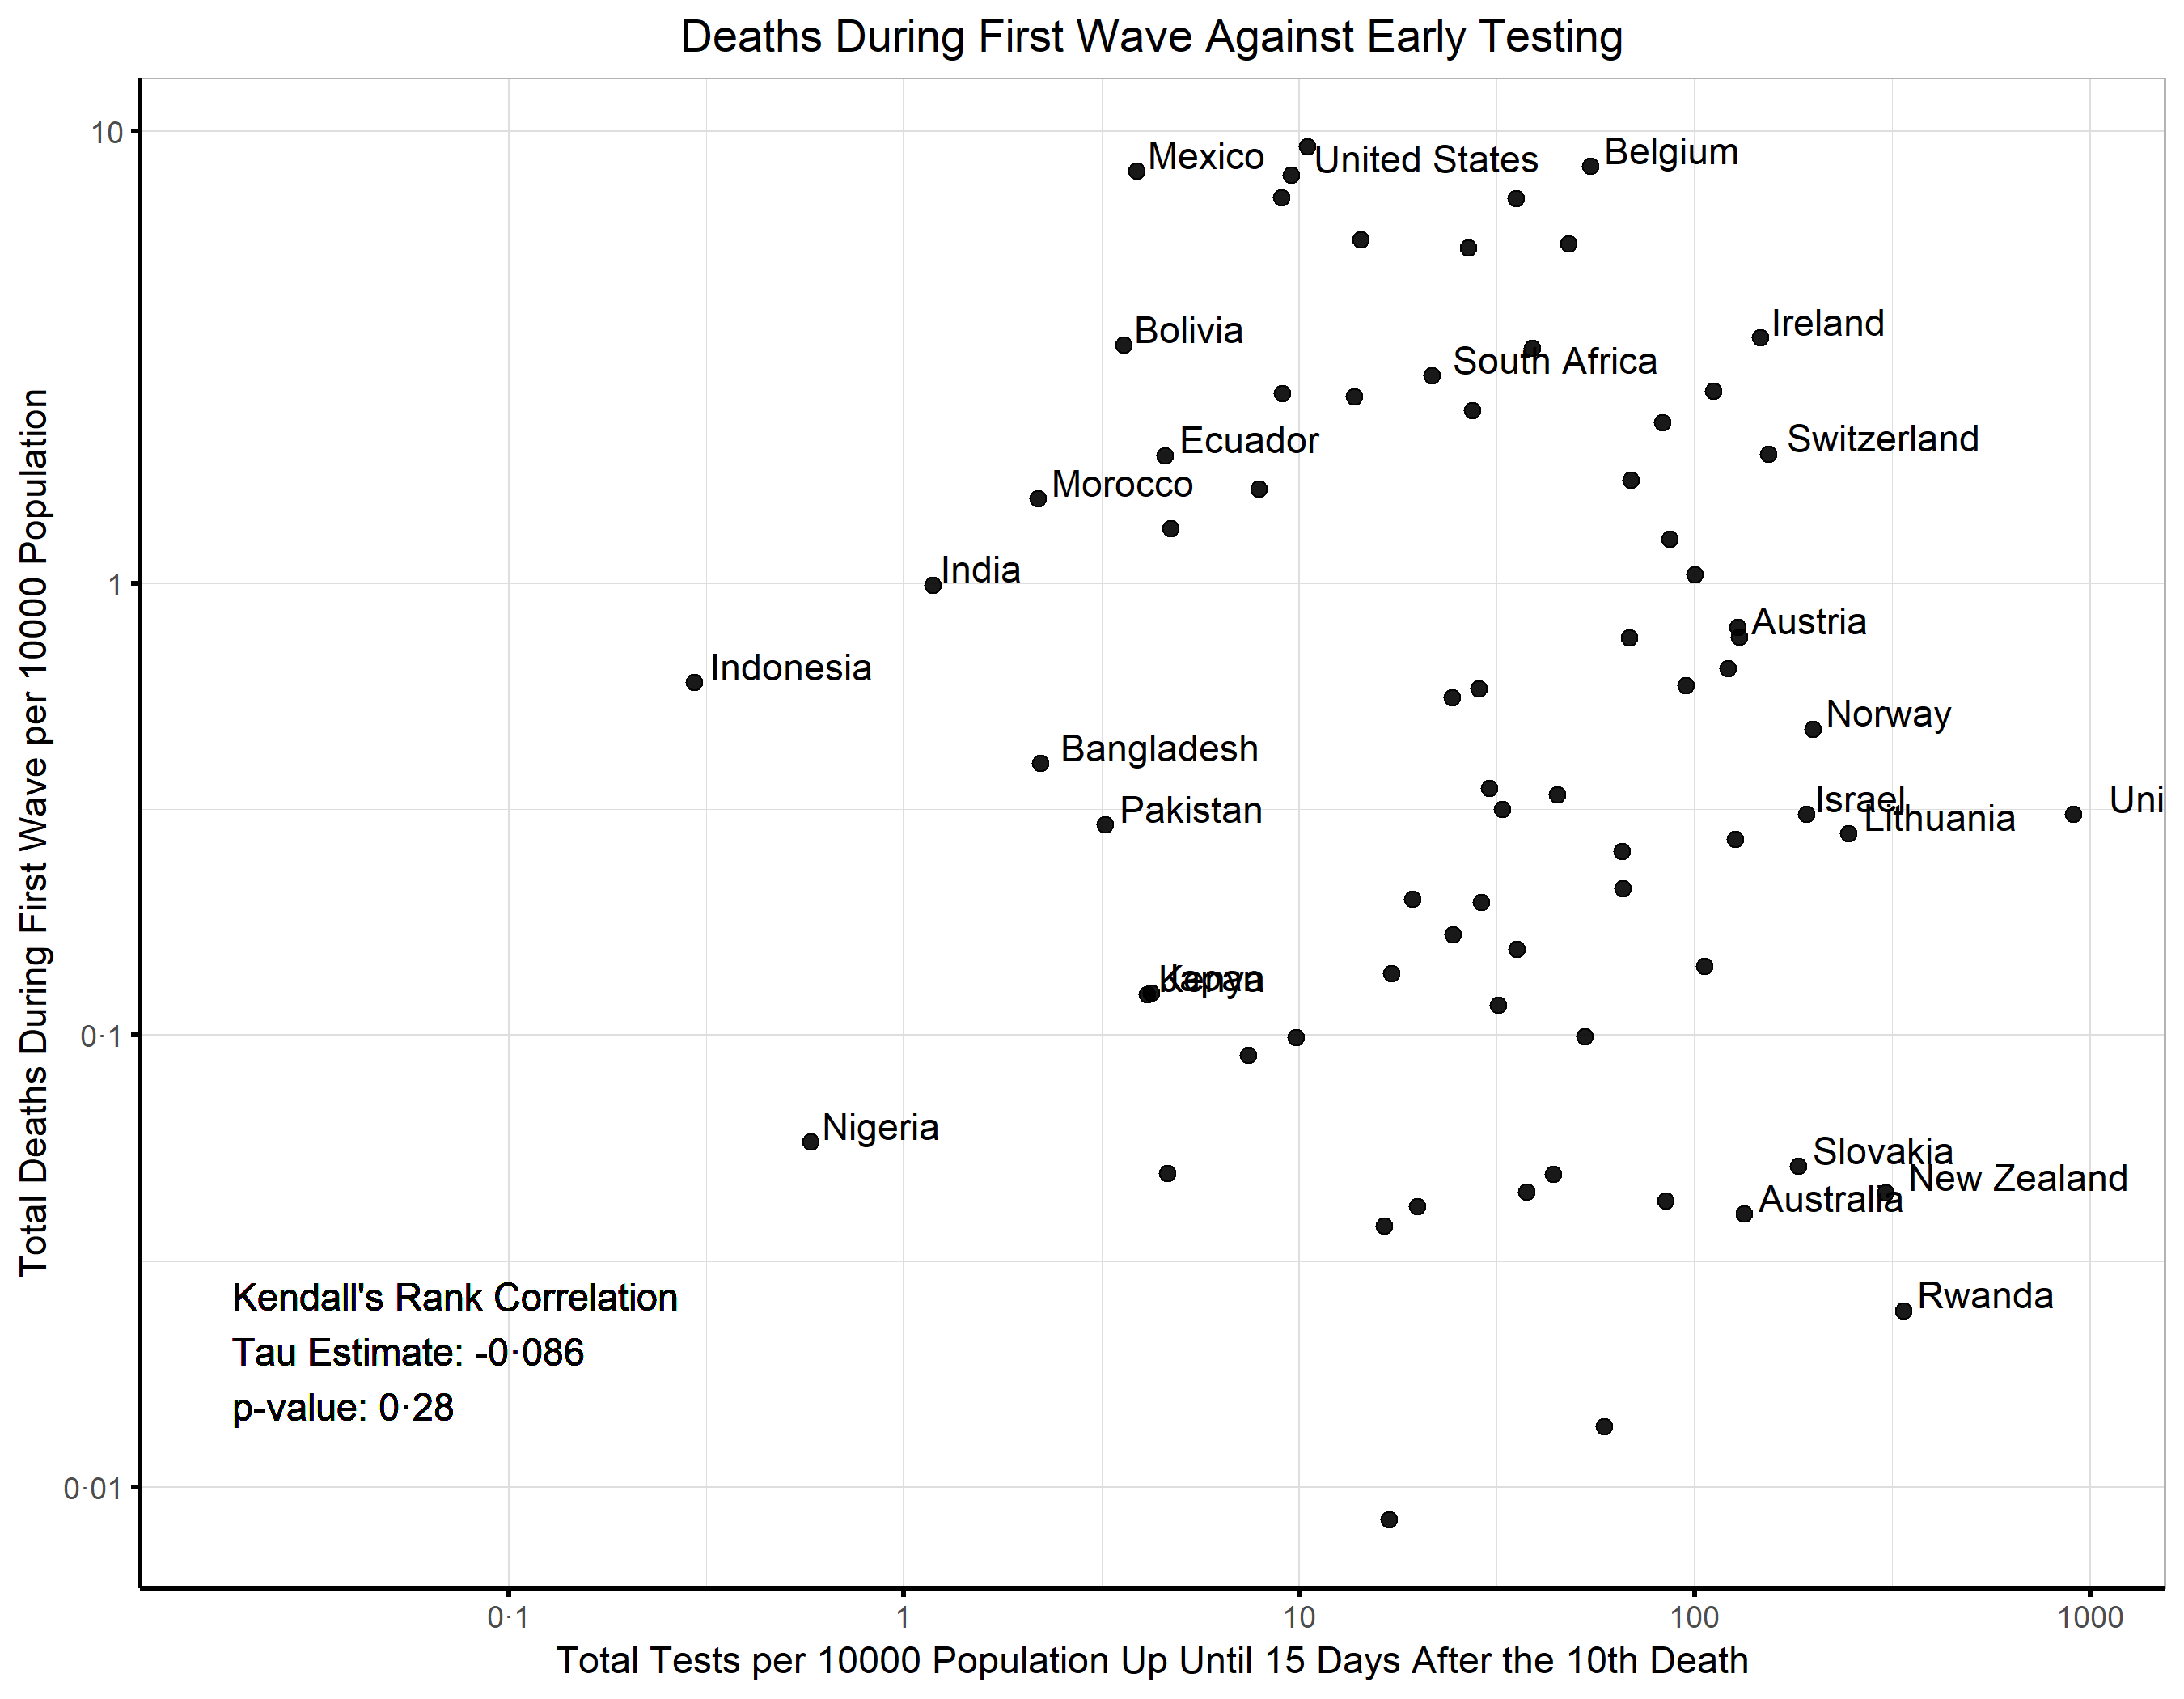 Deaths During First Wave Against Early Testing
Total Deaths During First Wave per 10000 Population
10
1
0·1
0·01
Mexico
United States
Belgium
Bolivia
Ireland
South Africa
Ecuador
Switzerland
Morocco
India
Austria
Indonesia
Norway
Bangladesh
Pakistan
Israel
Lithuania
Uni
Kenya
Japan
Nigeria
Slovakia
New Zealand
Australia
Rwanda
Kendall's Rank Correlation
Tau Estimate: -0·086
p-value: 0·28
0·1
1
10
100
1000
Total Tests per 10000 Population Up Until 15 Days After the 10th Death